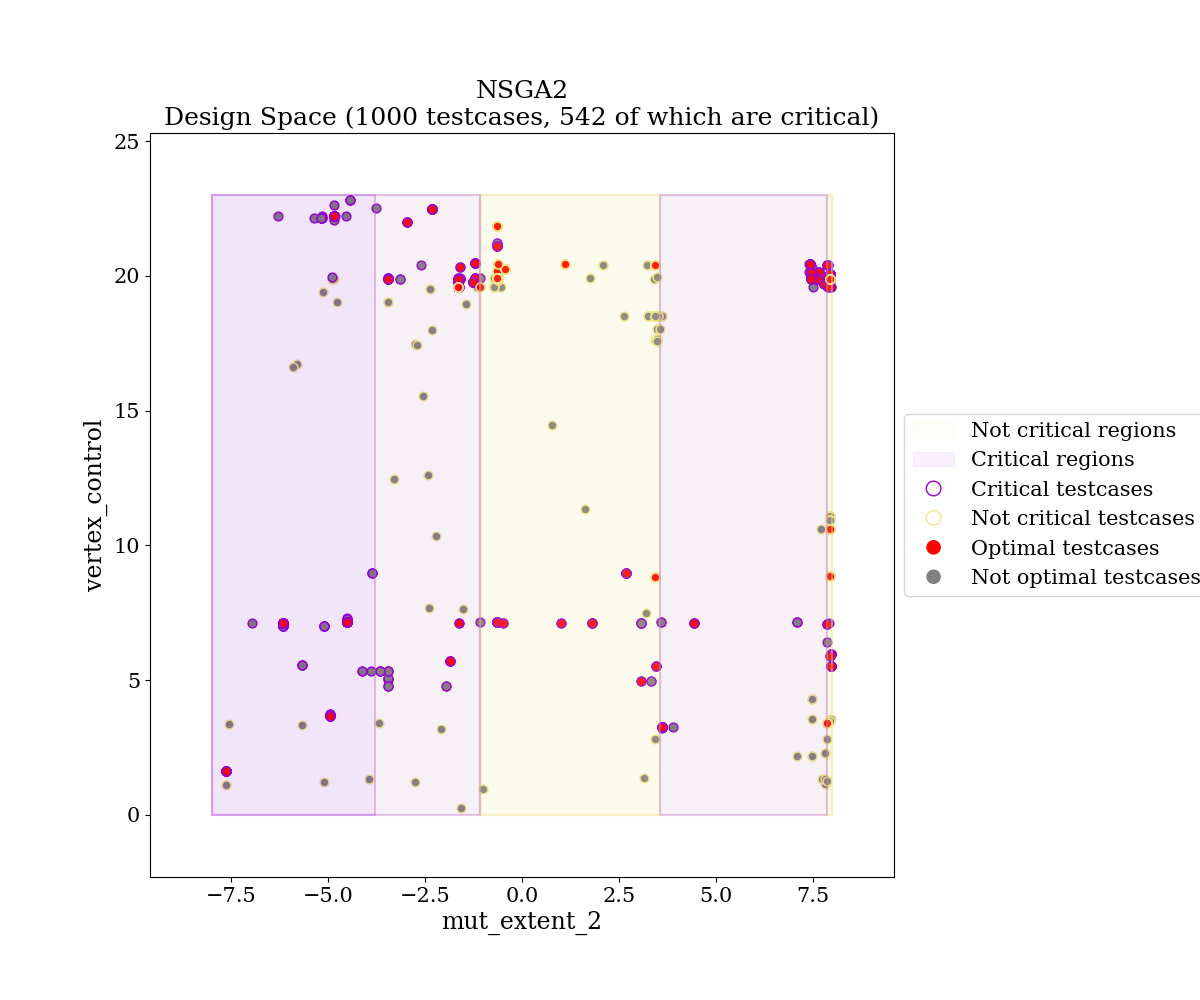 NSGA2
Design Space (1000 testcases, 542 of which are critical)
25
20
15
10
5
0
vertex_control
−7.5
−5.0
−2.5
0.0
2.5
5.0
7.5
mut_extent_2
Not critical regions
Critical regions
Critical testcases
Not critical testcases
Optimal testcases
Not optimal testcases